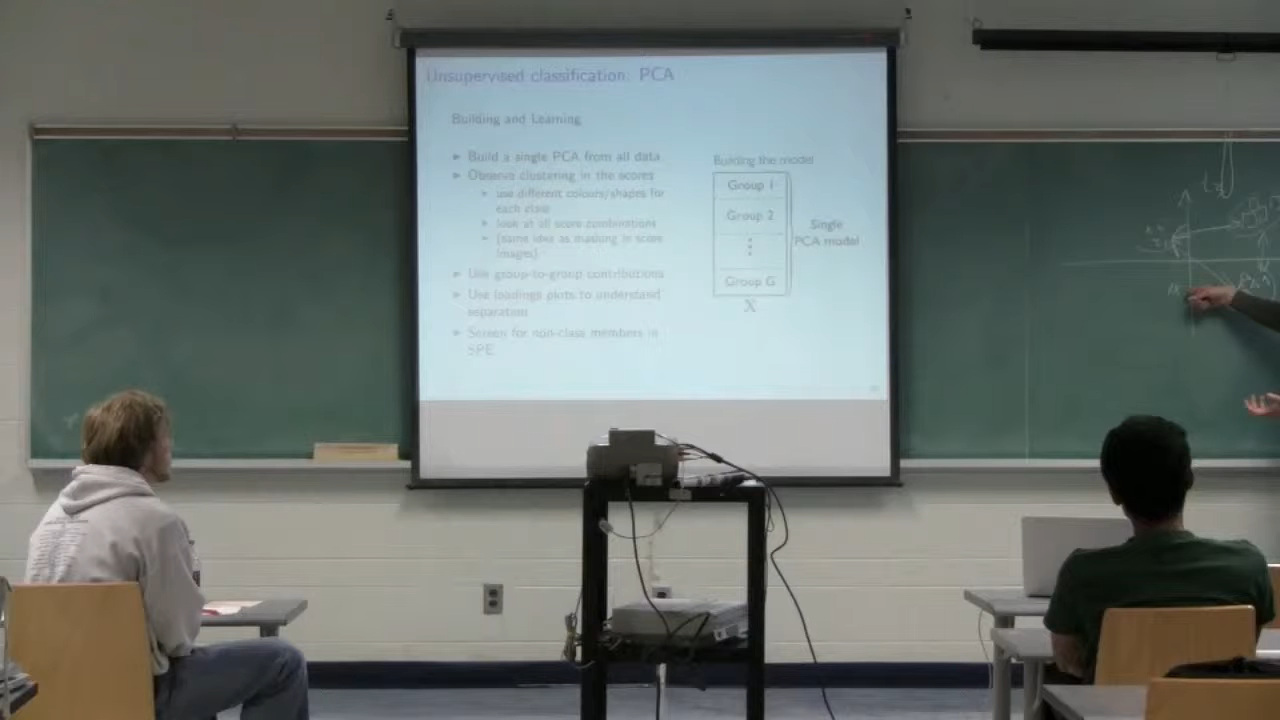 Unsupervised classification: PCA
Building and Learning
► Build a single PCA from all data
► Observe clustering in the scores
► use different colours/shapes for
each class
► look at all score combinations
► (same idea as masking in score
images)
► Use group-to-group contributions
► Use loadings plots to understand
separation
► Screen for non-class members in
SPE
Building the model
Group 1
Group 2
⋮
Group G
X
Single
PCA model